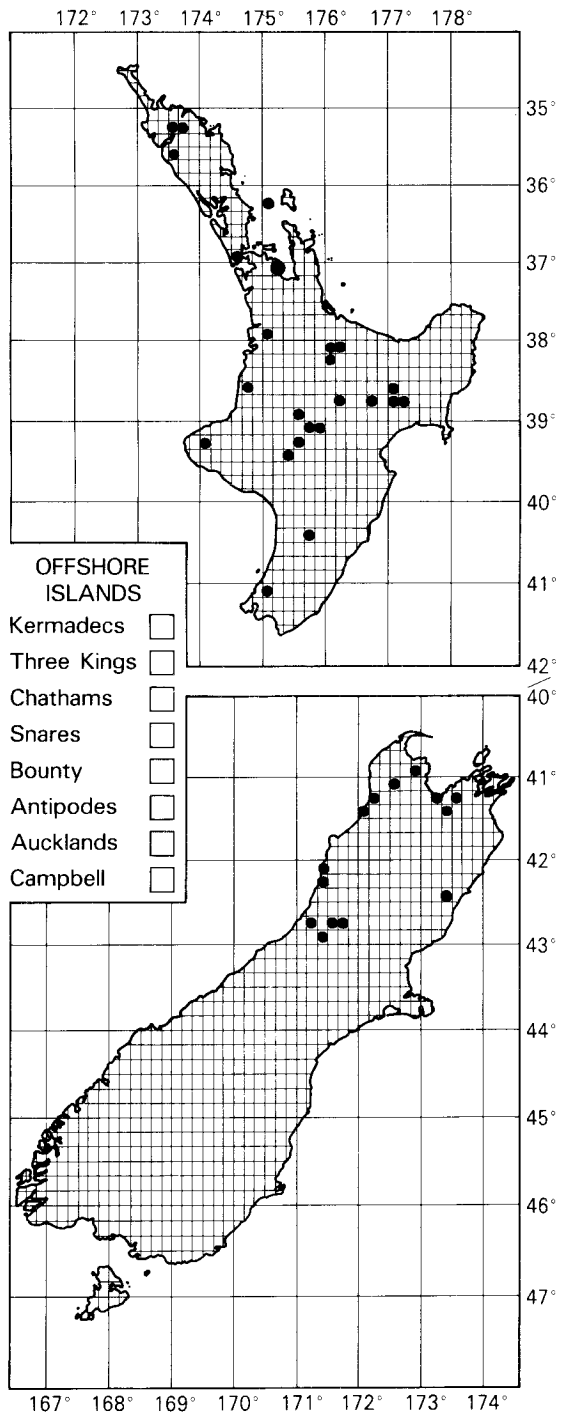 172° 173° 174° 175° 176° 177° 178°
35°
36°
37°
38°
39°
40°
41°
42°
OFFSHORE
ISLANDS
Kermadecs
Three Kings
Chathams
Snares
Bounty
Antipodes
Aucklands
Campbell
40°
41°
42°
43°
44°
45°
46°
47°
167° 168° 169° 170° 171° 172° 173° 174°